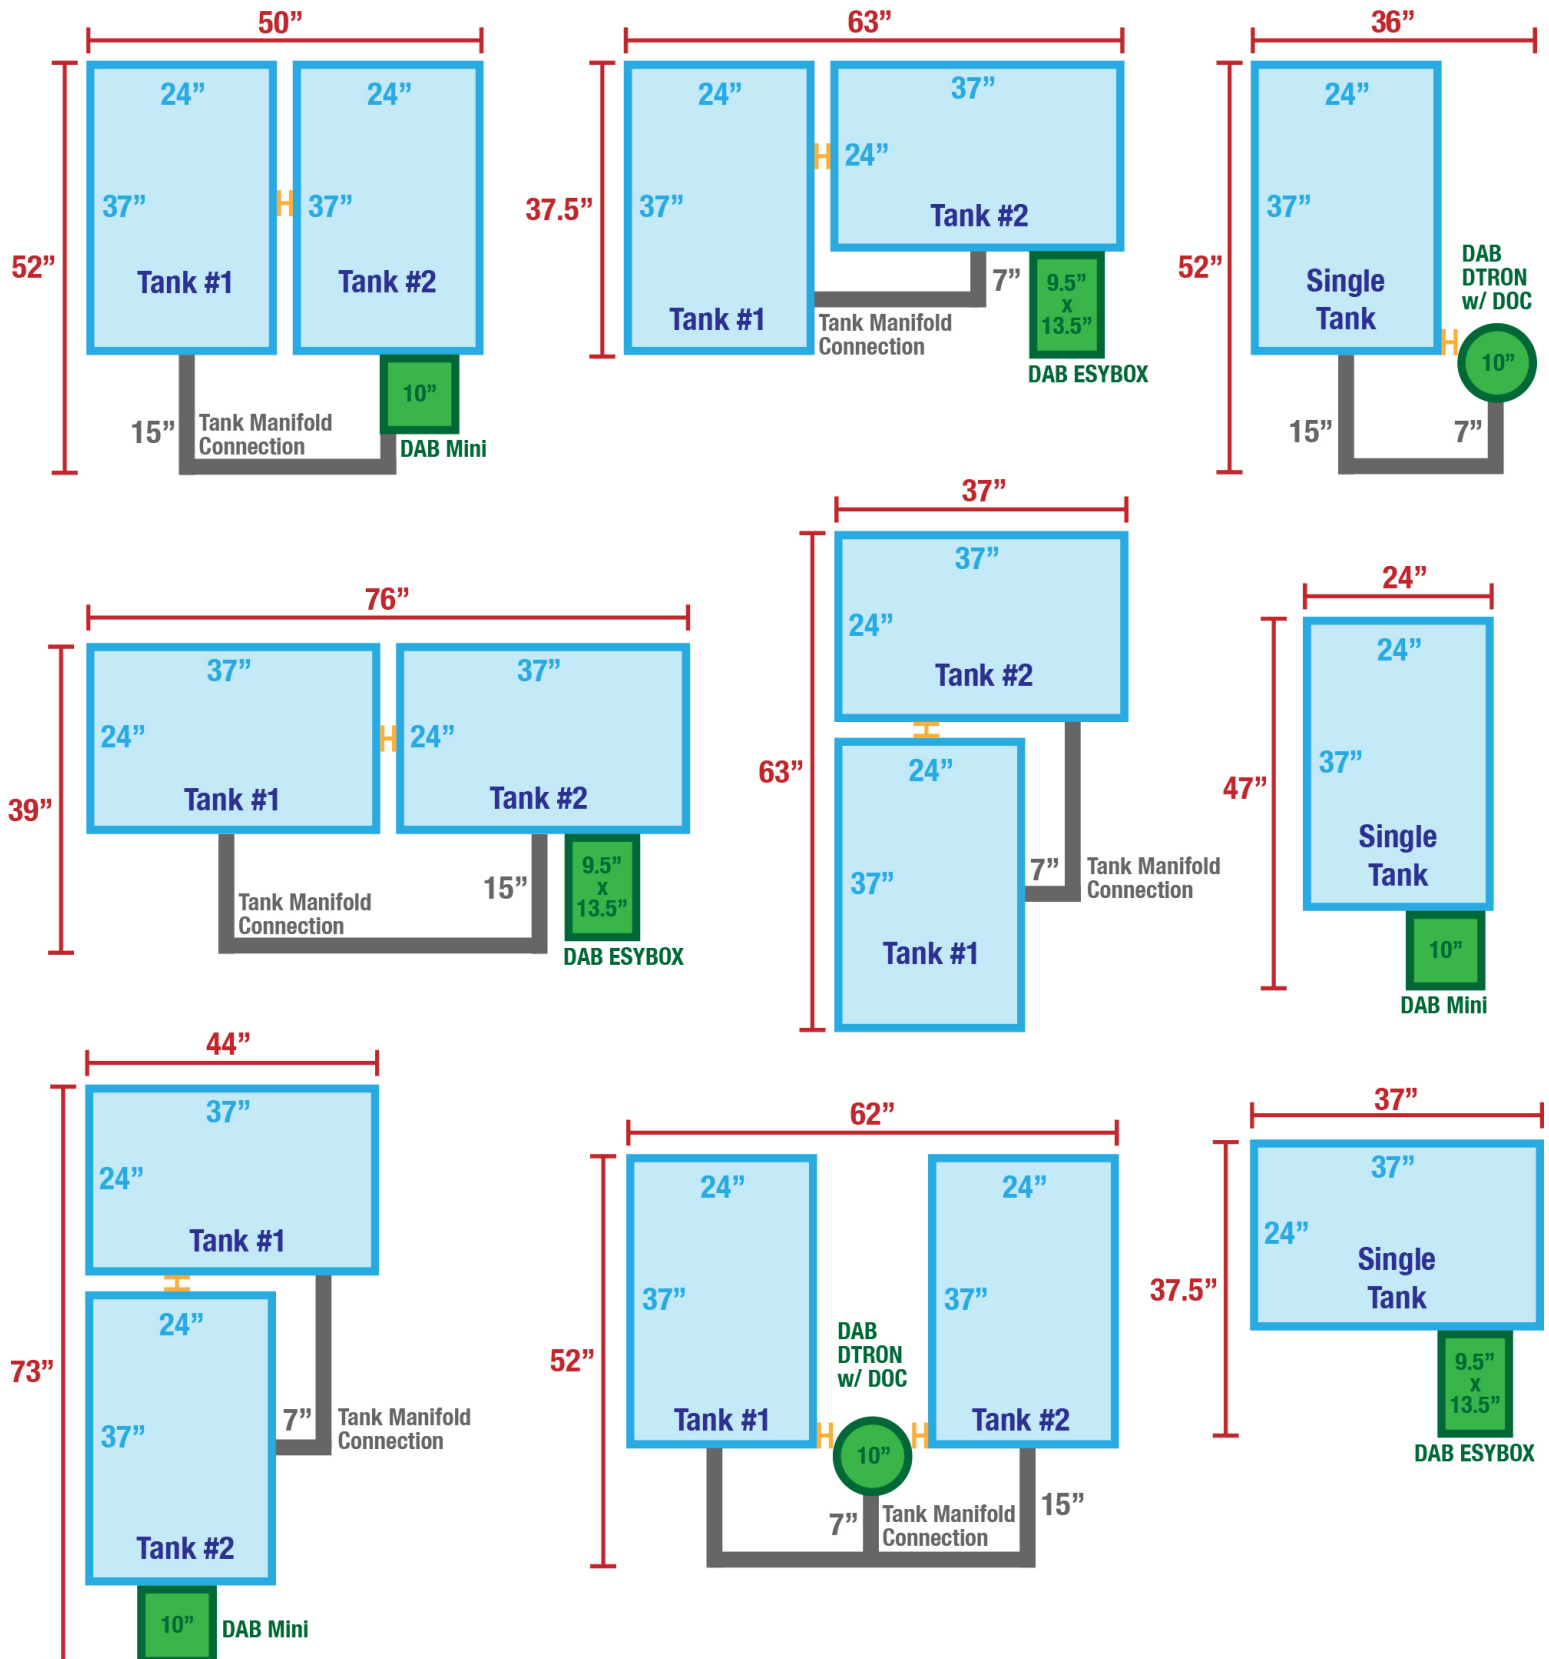 50”
24”
24”
52”
37”
37”
Tank #1
Tank #2
15”
Tank Manifold
Connection
10”
DAB Mini
63”
24”
37”
37.5”
37”
24”
Tank #2
Tank #1
7”
Tank Manifold
Connection
9.5”
x
13.5”
DAB ESYBOX
36”
24”
52”
37”
Single
Tank
DAB
DTRON
w/ DOC
10”
15”
7”
76”
37”
37”
39”
24”
24”
Tank #1
Tank #2
Tank Manifold
Connection
15”
9.5”
x
13.5”
DAB ESYBOX
37”
37”
24”
Tank #2
63”
24”
37”
7”
Tank Manifold
Connection
Tank #1
24”
24”
47”
37”
Single
Tank
10”
DAB Mini
44”
37”
24”
Tank #1
73”
24”
37”
7”
Tank Manifold
Connection
Tank #2
10”
DAB Mini
62”
24”
24”
52”
37”
37”
DAB
DTRON
w/ DOC
Tank #1
Tank #2
10”
7”
Tank Manifold
Connection
15”
37”
37”
37.5”
24”
Single
Tank
9.5”
x
13.5”
DAB ESYBOX